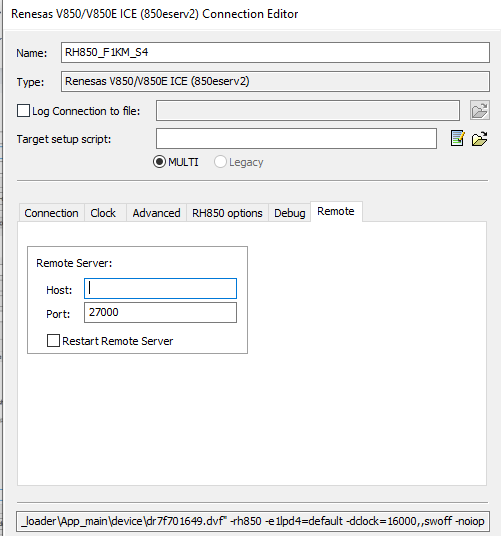 Renesas V850/V850E ICE (850eserv2) Connection Editor
Name: RH850_F1KM_S4
Type: Renesas V850/V850E ICE (850eserv2)
Log Connection to file:
Target setup script:
MULTI Legacy
Connection Clock Advanced RH850 options Debug Remote
Remote Server:
Host:
Port: 27000
Restart Remote Server
_loader\App_main\device\dr7f701649.dvf" -rh850 -e1lpd4=default -dclock=16000,,swoff -noiop